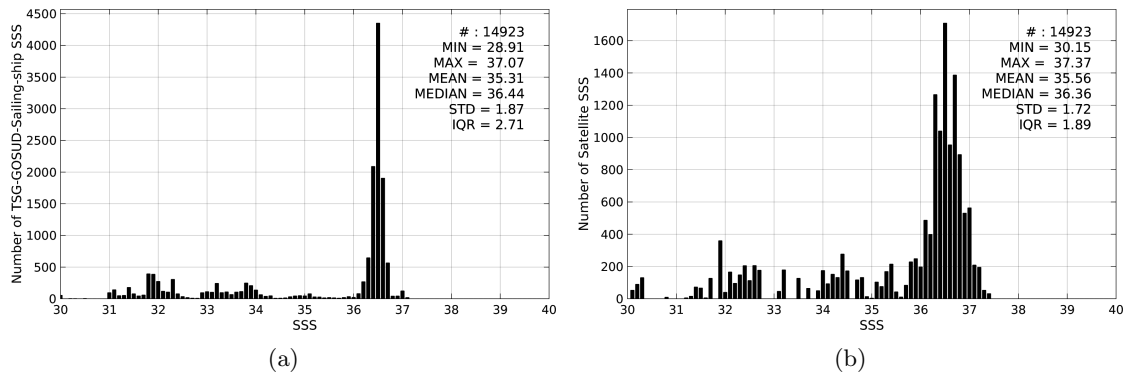 Number of TSG-GOSUD-Sailing-ship SSS
4500
4000
3500
3000
2500
2000
1500
1000
500
0
# : 14923
MIN = 28.91
MAX = 37.07
MEAN = 35.31
MEDIAN = 36.44
STD = 1.87
IQR = 2.71
30 31 32 33 34 35 36 37 38 39 40
SSS
(a)
Number of Satellite SSS
1600
1400
1200
1000
800
600
400
200
0
# : 14923
MIN = 30.15
MAX = 37.37
MEAN = 35.56
MEDIAN = 36.36
STD = 1.72
IQR = 1.89
30 31 32 33 34 35 36 37 38 39 40
SSS
(b)